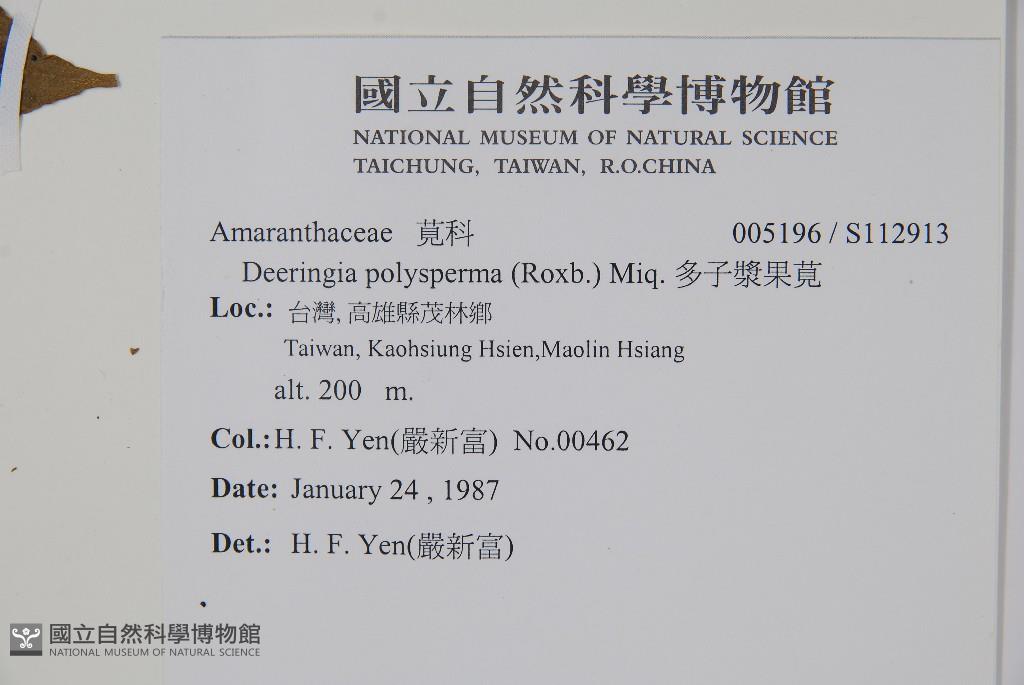 國立自然科學博物館
NATIONAL MUSEUM OF NATURAL SCIENCE
TAICHUNG, TAIWAN, R.O.CHINA
Amaranthaceae 莧科 005196 / S112913
Deeringia polysperma (Roxb.) Miq. 多子漿果莧
Loc.: 台灣, 高雄縣茂林鄉
Taiwan, Kaohsiung Hsien,Maolin Hsiang
alt. 200 m.
Col.: H. F. Yen(嚴新富) No.00462
Date: January 24 , 1987
Det.: H. F. Yen(嚴新富)
國立自然科學博物館
NATIONAL MUSEUM OF NATURAL SCIENCE